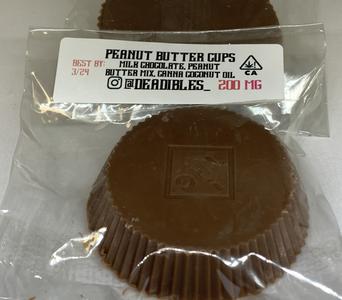 PEANUT BUTTER CUPS
BEST BY: MILK CHOCOLATE, PEANUT
3/24 BUTTER MIX, CANNA COCONUT OIL
CA
@DEADIBLES_ 200 MG